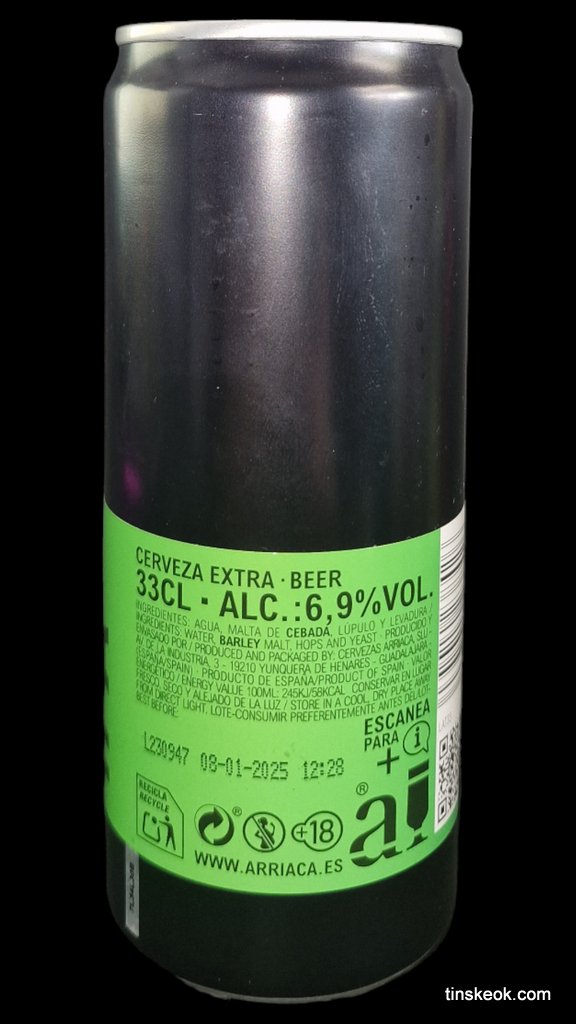 CERVEZA EXTRA · BEER
33CL · ALC.:6,9%VOL.
INGREDIENTES: AGUA, MALTA DE CEBADA, LÚPULO Y LEVADURA /
INGREDIENTS: WATER, BARLEY MALT, HOPS AND YEAST · PRODUCIDO Y
ENVASADO POR / PRODUCED AND PACKAGED BY: CERVEZAS ARRIACA, SLU -
AV. DE LA INDUSTRIA, 3 - 19210 YUNQUERA DE HENARES - GUADALAJARA -
(ESPAÑA/SPAIN) · PRODUCTO DE ESPAÑA/PRODUCT OF SPAIN · VALOR
ENERGÉTICO / ENERGY VALUE 100ML: 245KJ/58KCAL. CONSERVAR EN LUGAR
FRESCO, SECO Y ALEJADO DE LA LUZ / STORE IN A COOL, DRY PLACE AWAY
FROM DIRECT LIGHT. LOTE-CONSUMIR PREFERENTEMENTE ANTES DE/LOT-
BEST BEFORE:
L230947 08-01-2025 12:28
ESCANEA
PARA
+ i
RECICLA
RECYCLE
®
+18
® ai
WWW.ARRIACA.ES
tinskeok.com